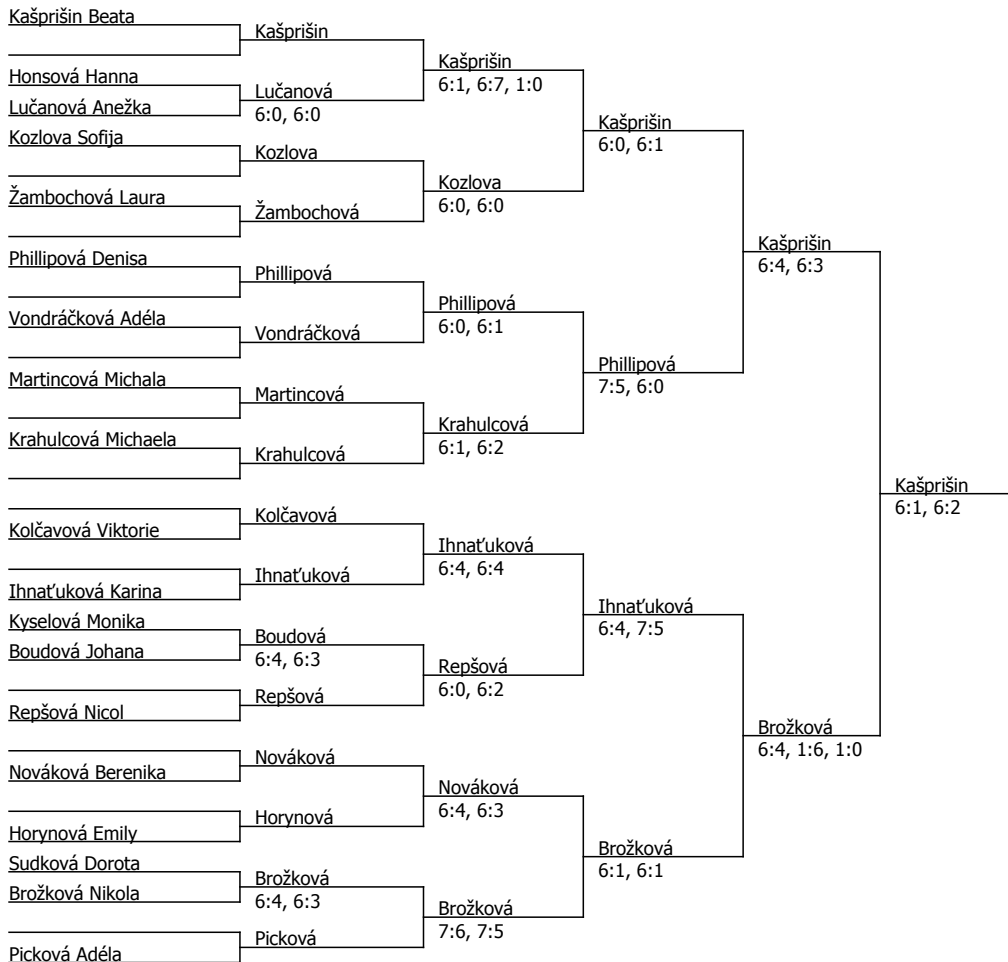 Kašprišin Beata
Honsová Hanna
Lučanová Anežka
Kozlova Sofija
Žambochová Laura
Phillipová Denisa
Vondráčková Adéla
Martincová Michala
Krahulcová Michaela
Kolčavová Viktorie
Ihnaťuková Karina
Kyselová Monika
Boudová Johana
Repšová Nicol
Nováková Berenika
Horynová Emily
Sudková Dorota
Brožková Nikola
Picková Adéla
Kašprišin
Lučanová
6:0, 6:0
Kozlova
Žambochová
Phillipová
Vondráčková
Martincová
Krahulcová
Kolčavová
Ihnaťuková
Boudová
6:4, 6:3
Repšová
Nováková
Horynová
Brožková
6:4, 6:3
Picková
Kašprišin
6:1, 6:7, 1:0
Kozlova
6:0, 6:0
Phillipová
6:0, 6:1
Krahulcová
6:1, 6:2
Ihnaťuková
6:4, 6:4
Repšová
6:0, 6:2
Nováková
6:4, 6:3
Brožková
7:6, 7:5
Kašprišin
6:0, 6:1
Phillipová
7:5, 6:0
Ihnaťuková
6:4, 7:5
Brožková
6:1, 6:1
Kašprišin
6:4, 6:3
Brožková
6:4, 1:6, 1:0
Kašprišin
6:1, 6:2